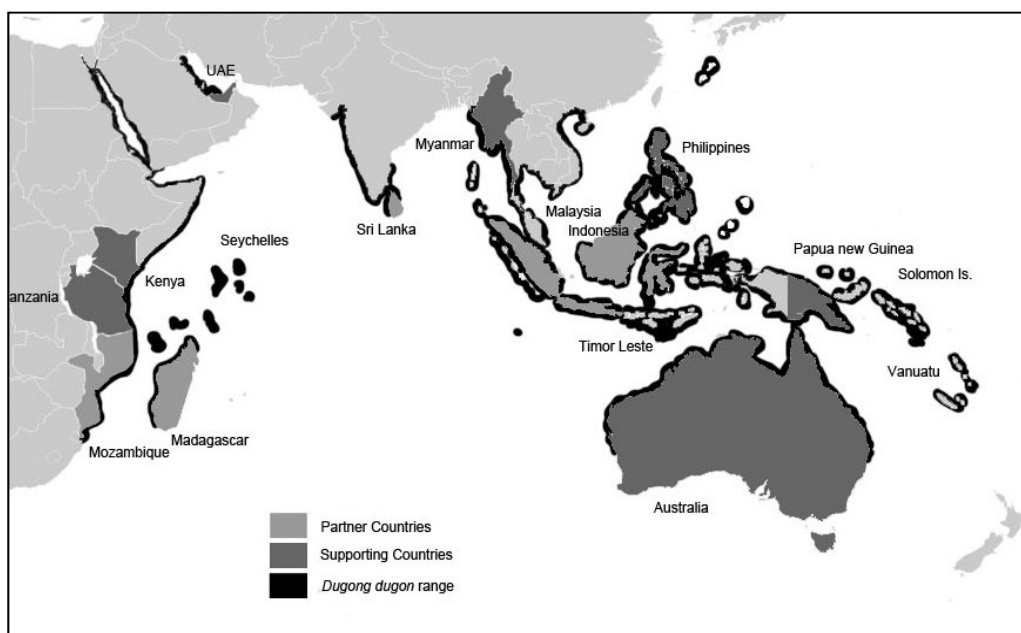 UAE
Myanmar
Philippines
Malaysia
Indonesia
Sri Lanka
Seychelles
Papua new Guinea
Solomon Is.
Kenya
anzania
Timor Leste
Vanuatu
Mozambique
Madagascar
Australia
Partner Countries
Supporting Countries
Dugong dugon range